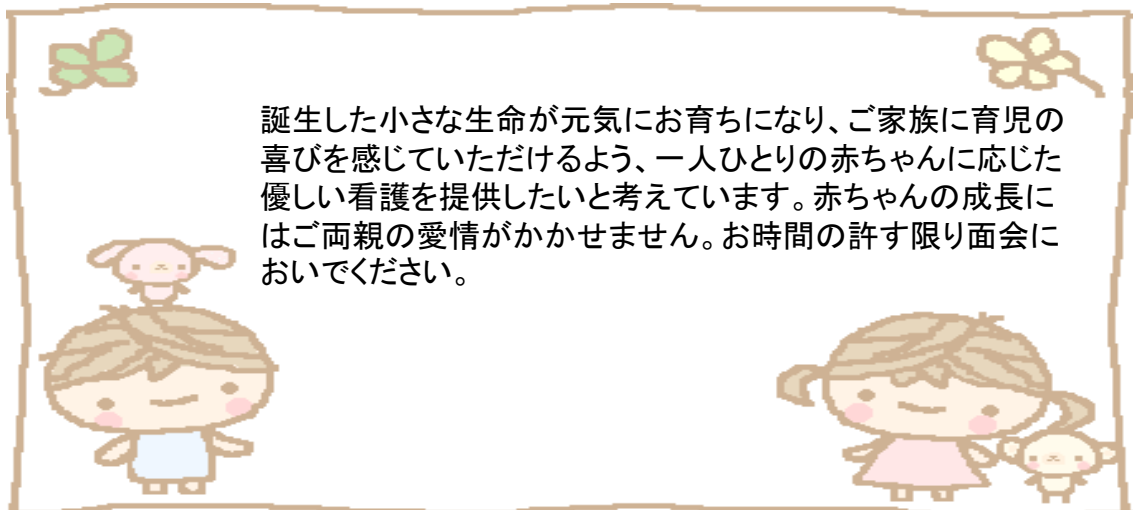 誕生した小さな生命が元気にお育ちになり、ご家族に育児の
喜びを感じていただけるよう、一人ひとりの赤ちゃんに応じた
優しい看護を提供したいと考えています。赤ちゃんの成長に
はご両親の愛情がかかせません。お時間の許す限り面会に
おいでください。